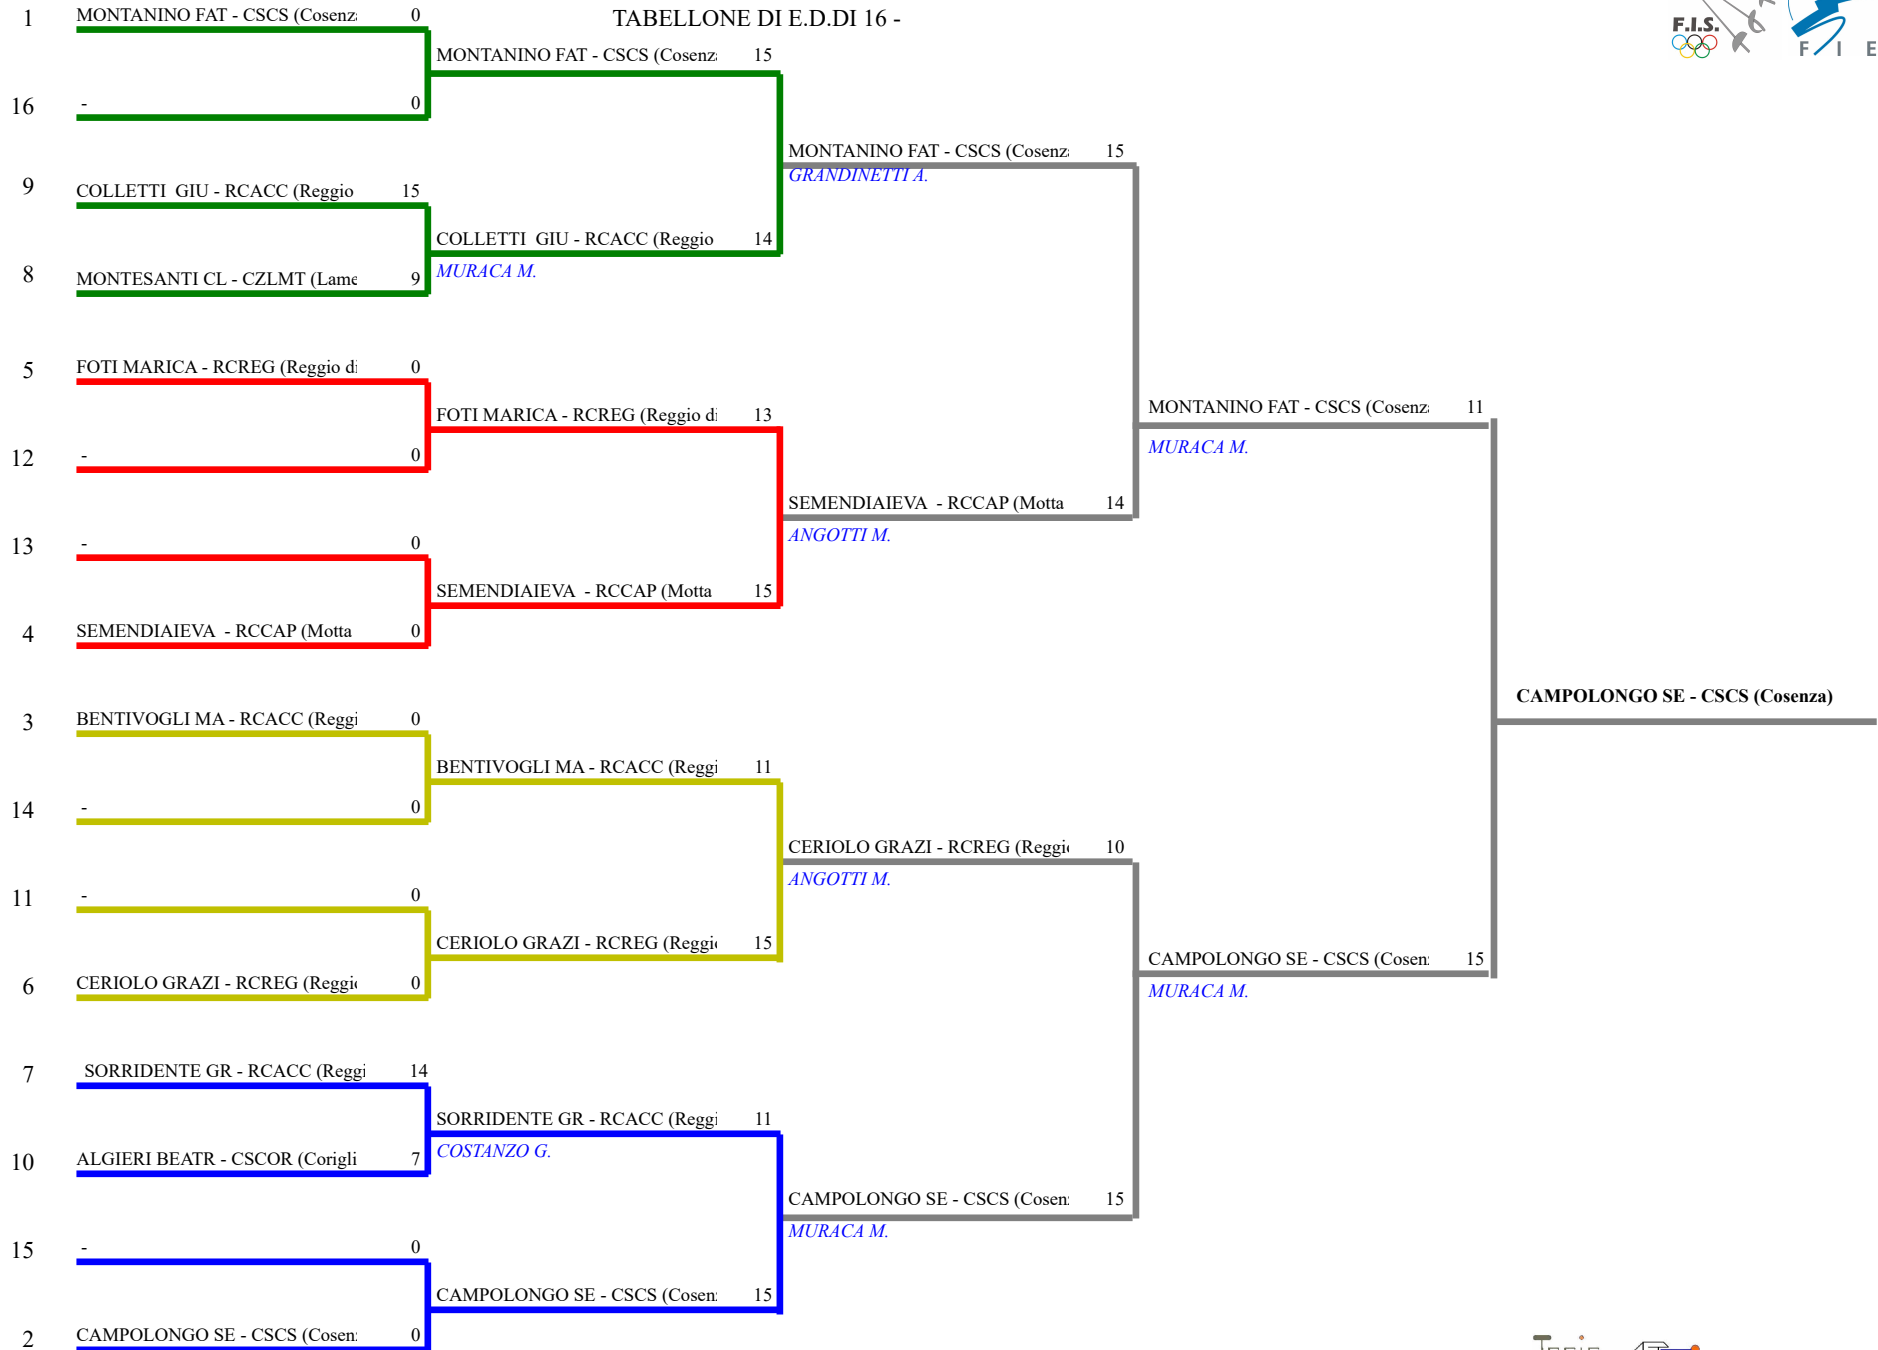 TABELLONE DI E.D.DI 16 -
F.I.S.
F I E
1 MONTANINO FAT - CSCS (Cosenz 0
MONTANINO FAT - CSCS (Cosenz 15
16 - 0
MONTANINO FAT - CSCS (Cosenz 15
GRANDINETTI A.
9 COLLETTI GIU - RCACC (Reggio 15
COLLETTI GIU - RCACC (Reggio 14
MURACA M.
8 MONTESANTI CL - CZLMT (Lame 9
5 FOTI MARICA - RCREG (Reggio di 0
FOTI MARICA - RCREG (Reggio di 13
MONTANINO FAT - CSCS (Cosenz 11
MURACA M.
12 - 0
SEMENDIAIEVA - RCCAP (Motta 14
ANGOTTI M.
13 - 0
SEMENDIAIEVA - RCCAP (Motta 15
4 SEMENDIAIEVA - RCCAP (Motta 0
CAMPOLONGO SE - CSCS (Cosenza)
3 BENTIVOGLI MA - RCACC (Reggi 0
BENTIVOGLI MA - RCACC (Reggi 11
14 - 0
CERIOLO GRAZI - RCREG (Reggi 10
ANGOTTI M.
11 - 0
CERIOLO GRAZI - RCREG (Reggi 15
CAMPOLONGO SE - CSCS (Cosen 15
MURACA M.
6 CERIOLO GRAZI - RCREG (Reggi 0
7 SORRIDENTE GR - RCACC (Reggi 14
SORRIDENTE GR - RCACC (Reggi 11
COSTANZO G.
10 ALGIERI BEATR - CSCOR (Corigli 7
CAMPOLONGO SE - CSCS (Cosen 15
MURACA M.
15 - 0
CAMPOLONGO SE - CSCS (Cosen 15
2 CAMPOLONGO SE - CSCS (Cosen 0